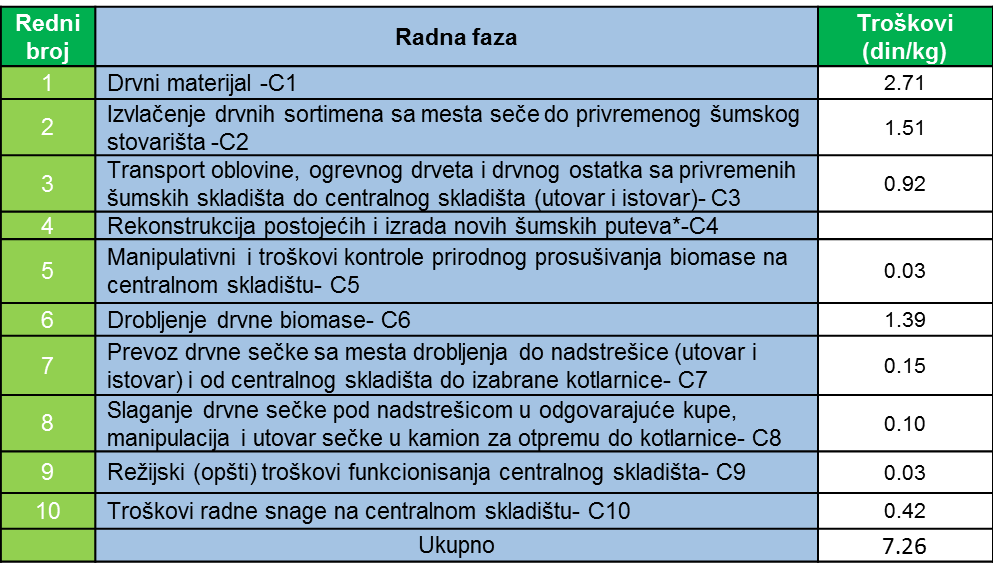 Redni
broj
Radna faza
Troškovi
(din/kg)
1
Drvni materijal -C1
2.71
2
Izvlačenje drvnih sortimena sa mesta seče do privremenog šumskog
stovarišta -C2
1.51
3
Transport oblovine, ogrevnog drveta i drvnog ostatka sa privremenih
šumskih skladišta do centralnog skladišta (utovar i istovar)- C3
0.92
4
Rekonstrukcija postojećih i izrada novih šumskih puteva*-C4
5
Manipulativni i troškovi kontrole prirodnog prosušivanja biomase na
centralnom skladištu- C5
0.03
6
Drobljenje drvne biomase- C6
1.39
7
Prevoz drvne sečke sa mesta drobljenja do nadstrešice (utovar i
istovar) i od centralnog skladišta do izabrane kotlarnice- C7
0.15
8
Slaganje drvne sečke pod nadstrešicom u odgovarajuće kupe,
manipulacija i utovar sečke u kamion za otpremu do kotlarnice- C8
0.10
9
Režijski (opšti) troškovi funkcionisanja centralnog skladišta- C9
0.03
10
Troškovi radne snage na centralnom skladištu- C10
0.42
Ukupno
7.26